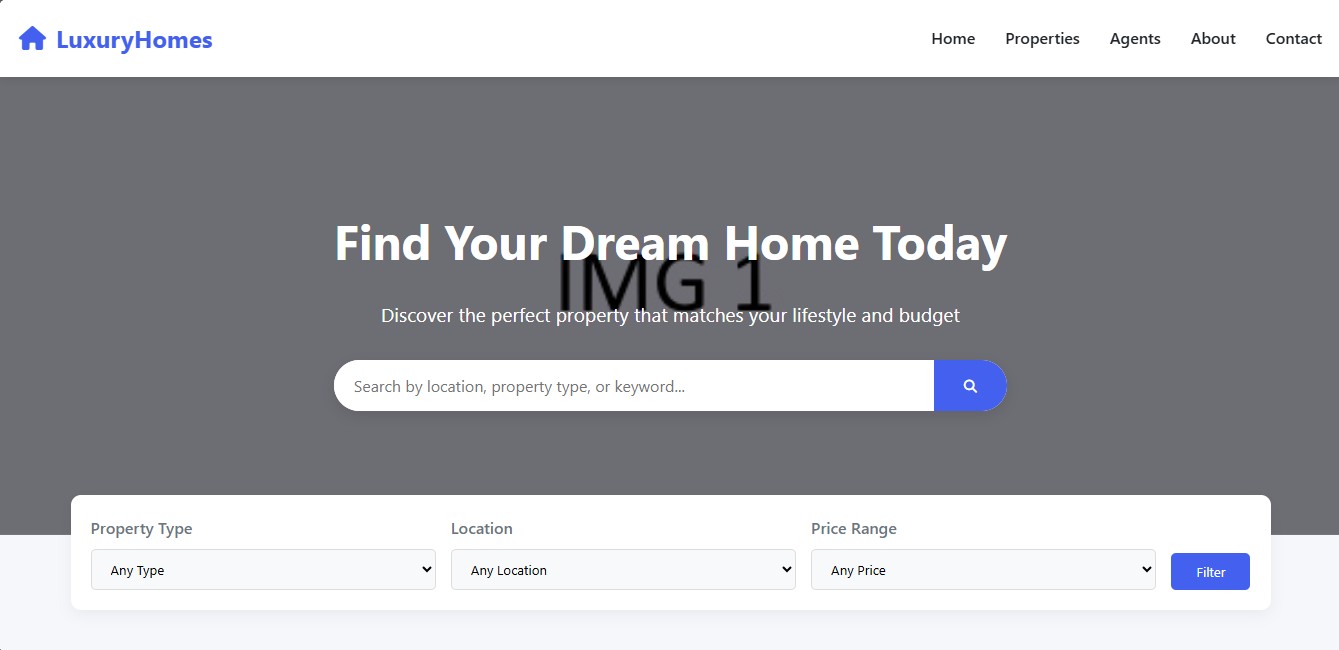 LuxuryHomes
Home Properties Agents About Contact
Find Your Dream Home Today
IMG 1
Discover the perfect property that matches your lifestyle and budget
Search by location, property type, or keyword...
Property Type Location Price Range
Any Type Any Location Any Price Filter